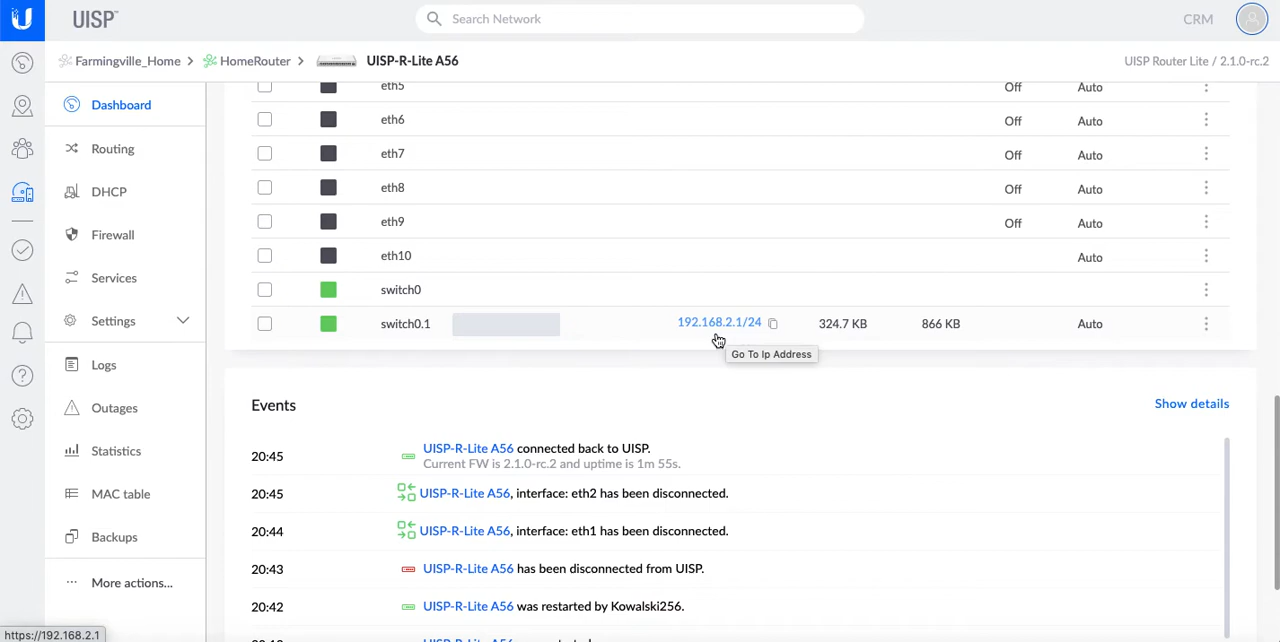 UISP™
Search Network
CRM
Farmingville_Home > HomeRouter > UISP-R-Lite A56
UISP Router Lite / 2.1.0-rc.2
Dashboard
Routing
DHCP
Firewall
Services
Settings
Logs
Outages
Statistics
MAC table
Backups
More actions...
eth5 Off Auto
eth6 Off Auto
eth7 Off Auto
eth8 Off Auto
eth9 Off Auto
eth10 Auto
switch0
switch0.1 192.168.2.1/24 324.7 KB 866 KB Auto
Go To Ip Address
Events
Show details
20:45 UISP-R-Lite A56 connected back to UISP.
Current FW is 2.1.0-rc.2 and uptime is 1m 55s.
20:45 UISP-R-Lite A56, interface: eth2 has been disconnected.
20:44 UISP-R-Lite A56, interface: eth1 has been disconnected.
20:43 UISP-R-Lite A56 has been disconnected from UISP.
20:42 UISP-R-Lite A56 was restarted by Kowalski256.
https://192.168.2.1